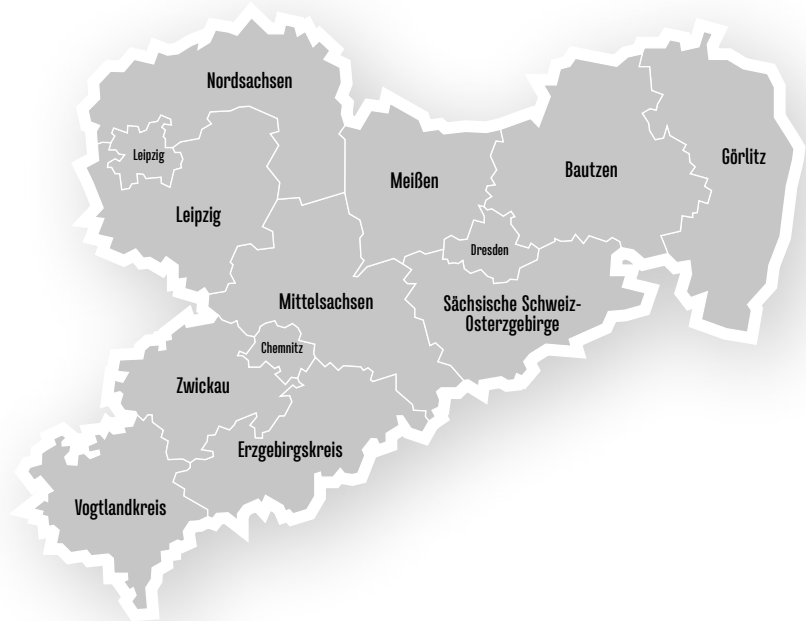 Nordsachsen
Leipzig
Leipzig
Meißen
Bautzen
Görlitz
Dresden
Mittelsachsen
Sächsische Schweiz-
Osterzgebirge
Chemnitz
Zwickau
Erzgebirgskreis
Vogtlandkreis